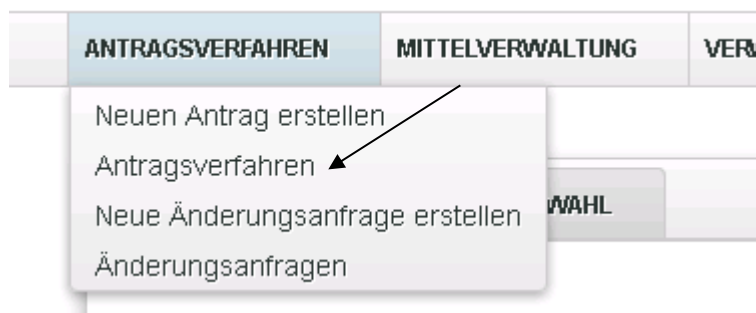 ANTRAGSVERFAHREN MITTELVERWALTUNG
Neuen Antrag erstellen
Antragsverfahren
Neue Änderungsanfrage erstellen
Änderungsanfragen